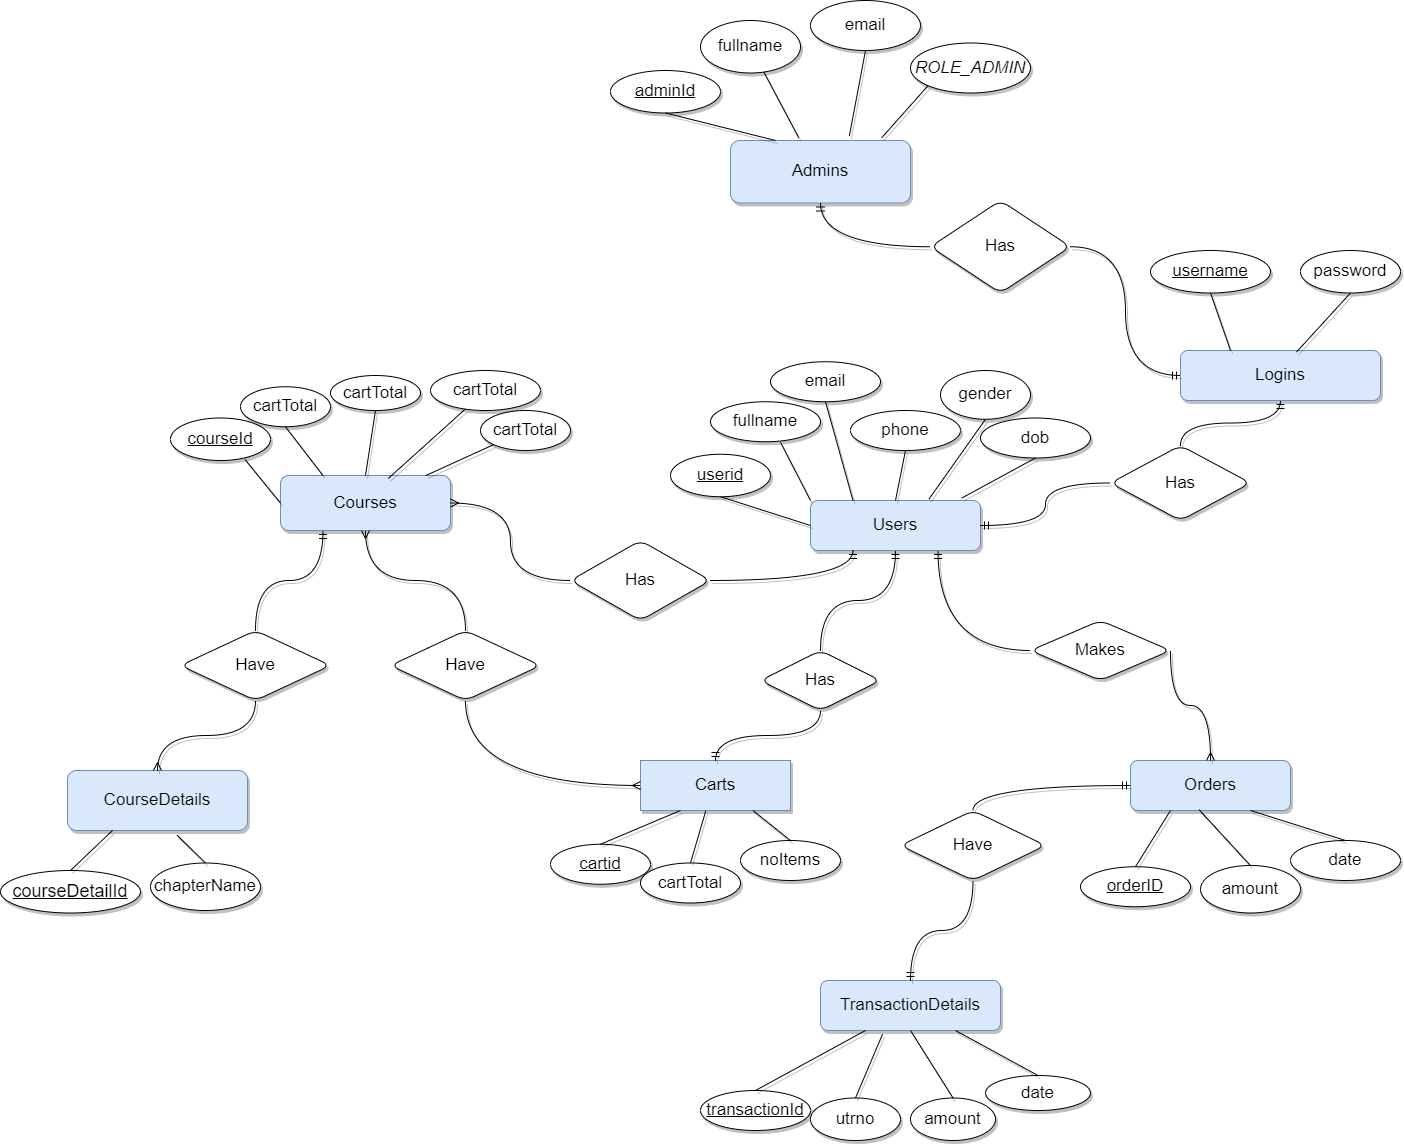 email
fullname
ROLE_ADMIN
adminId
Admins
Has
username
password
Logins
Has
email
gender
cartTotal
cartTotal
cartTotal
fullname
phone
dob
courseId
cartTotal
userid
Courses
Users
Has
Have
Have
Has
Makes
CourseDetails
Carts
Orders
Have
cartid
noItems
cartTotal
date
orderID
amount
courseDetailId
chapterName
TransactionDetails
transactionId
utrno
amount
date